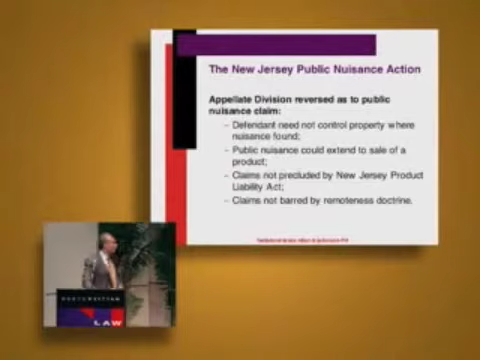 The New Jersey Public Nuisance Action
Appellate Division reversed as to public
nuisance claim:
– Defendant need not control property where
nuisance found;
– Public nuisance could extend to sale of a
product;
– Claims not precluded by New Jersey Product
Liability Act;
– Claims not barred by remoteness doctrine.
NORTHWESTERN
LAW